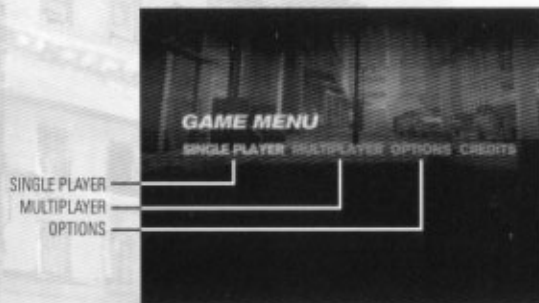 GAME MENU
SINGLE PLAYER MULTIPLAYER OPTIONS CREDITS
SINGLE PLAYER
MULTIPLAYER
OPTIONS